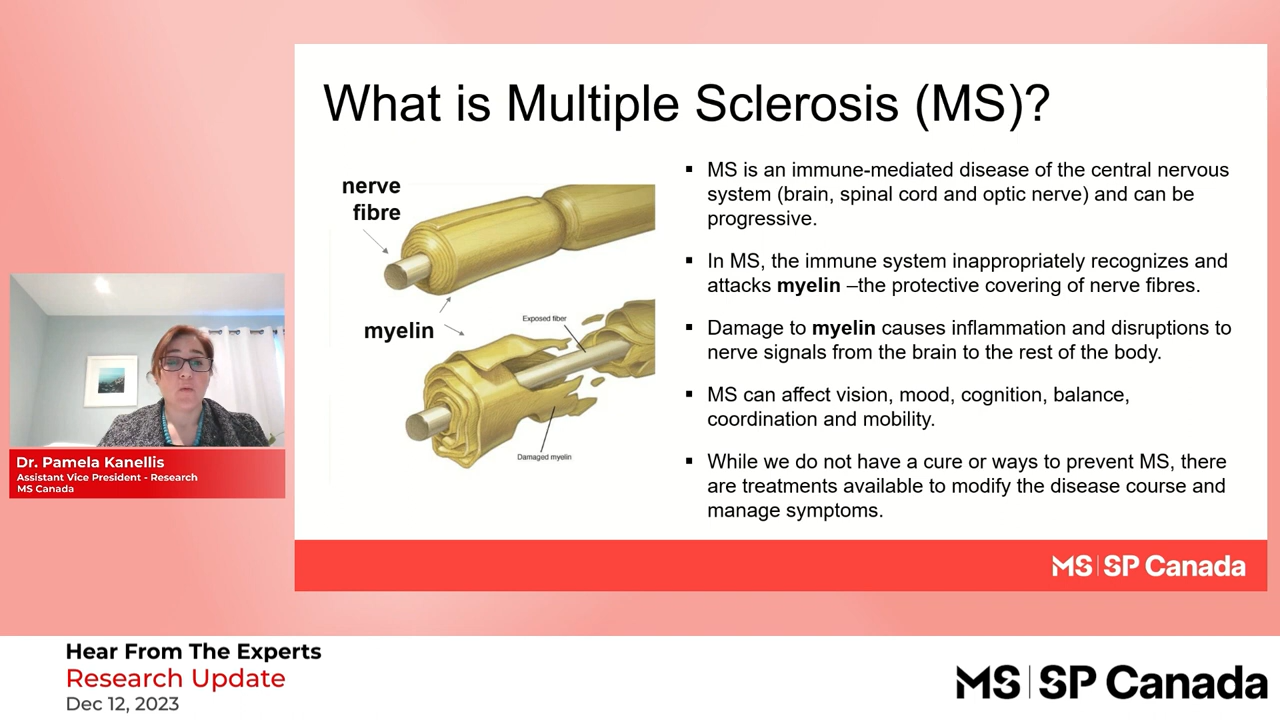 What is Multiple Sclerosis (MS)?
nerve
fibre
myelin
Exposed fiber
Damaged myelin
▪ MS is an immune-mediated disease of the central nervous
system (brain, spinal cord and optic nerve) and can be
progressive.
▪ In MS, the immune system inappropriately recognizes and
attacks myelin –the protective covering of nerve fibres.
▪ Damage to myelin causes inflammation and disruptions to
nerve signals from the brain to the rest of the body.
▪ MS can affect vision, mood, cognition, balance,
coordination and mobility.
▪ While we do not have a cure or ways to prevent MS, there
are treatments available to modify the disease course and
manage symptoms.
MS | SP Canada
Dr. Pamela Kanellis
Assistant Vice President - Research
MS Canada
Hear From The Experts
Research Update
Dec 12, 2023
MS | SP Canada